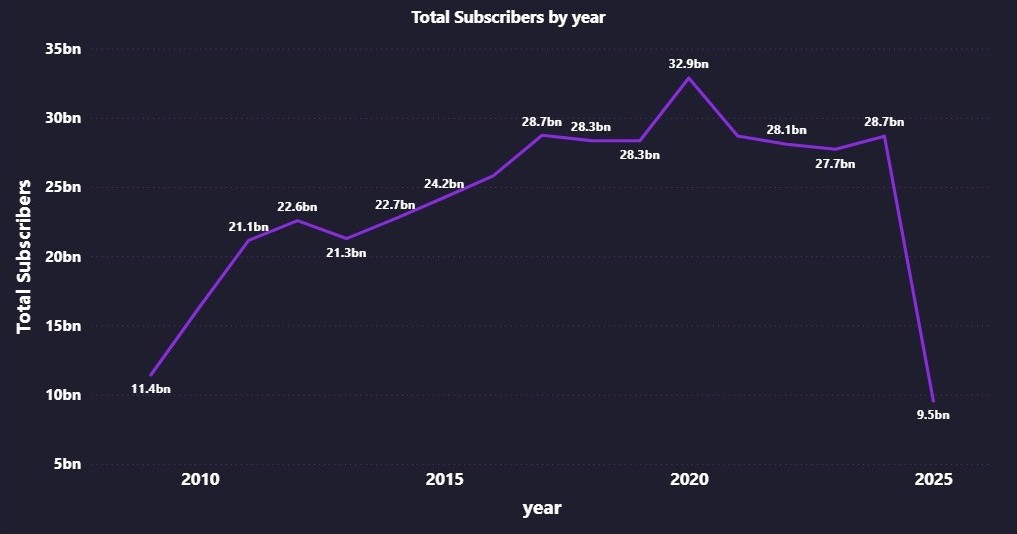 Total Subscribers by year
35bn
30bn
25bn
20bn
15bn
10bn
5bn
Total Subscribers
11.4bn
21.1bn
22.6bn
21.3bn
22.7bn
24.2bn
28.7bn
28.3bn
28.3bn
32.9bn
28.1bn
27.7bn
28.7bn
9.5bn
2010 2015 2020 2025
year